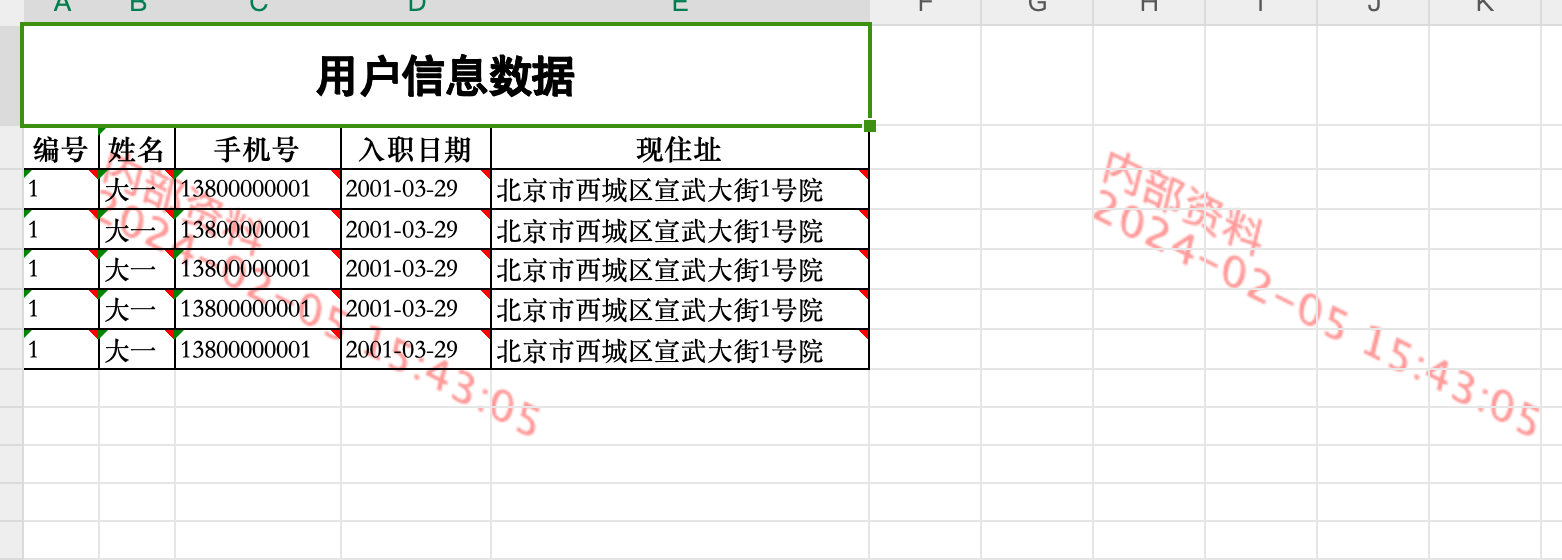 A B C D E F G H I J K
用户信息数据
编号 姓名 手机号 入职日期 现住址
1 大一 13800000001 2001-03-29 北京市西城区宣武大街1号院
1 大一 13800000001 2001-03-29 北京市西城区宣武大街1号院
1 大一 13800000001 2001-03-29 北京市西城区宣武大街1号院
1 大一 13800000001 2001-03-29 北京市西城区宣武大街1号院
1 大一 13800000001 2001-03-29 北京市西城区宣武大街1号院
内部资料
2024-02-05 15:43:05
内部资料
2024-02-05 15:43:05